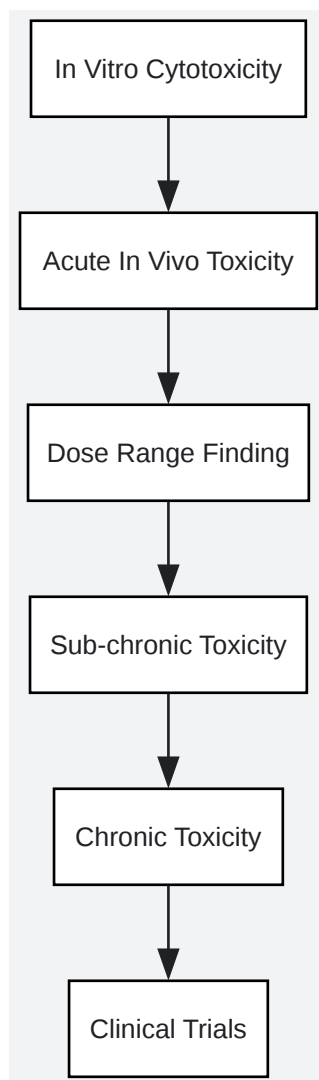 In Vitro Cytotoxicity
Acute In Vivo Toxicity
Dose Range Finding
Sub-chronic Toxicity
Chronic Toxicity
Clinical Trials